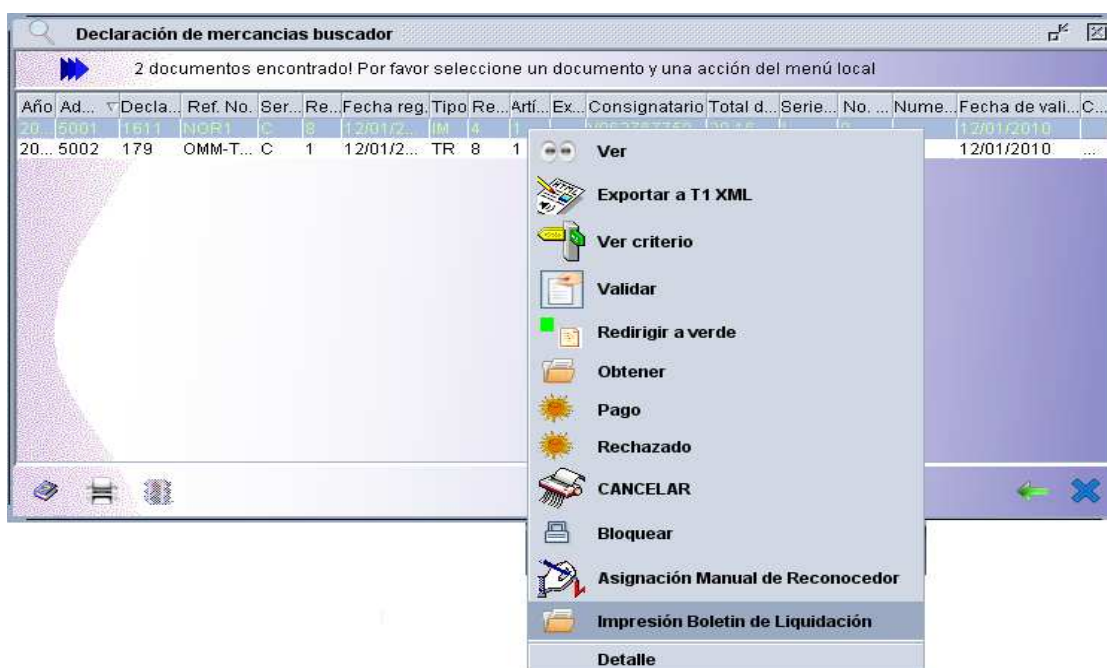 Declaración de mercancias buscador
2 documentos encontrado! Por favor seleccione un documento y una acción del menú local
Año Ad... Decla... Ref. No. Ser... Re... Fecha reg. Tipo Re... Artí... Ex... Consignatario Total d... Serie... No. ... Nume... Fecha de vali... C...
20... 5001 1611 NOR1 C 8 12/01/2... IM 4 1 12/01/2010
20... 5002 179 OMM-T... C 1 12/01/2... TR 8 1 12/01/2010 ...
Ver
Exportar a T1 XML
Ver criterio
Validar
Redirigir a verde
Obtener
Pago
Rechazado
CANCELAR
Bloquear
Asignación Manual de Reconocedor
Impresión Boletin de Liquidación
Detalle